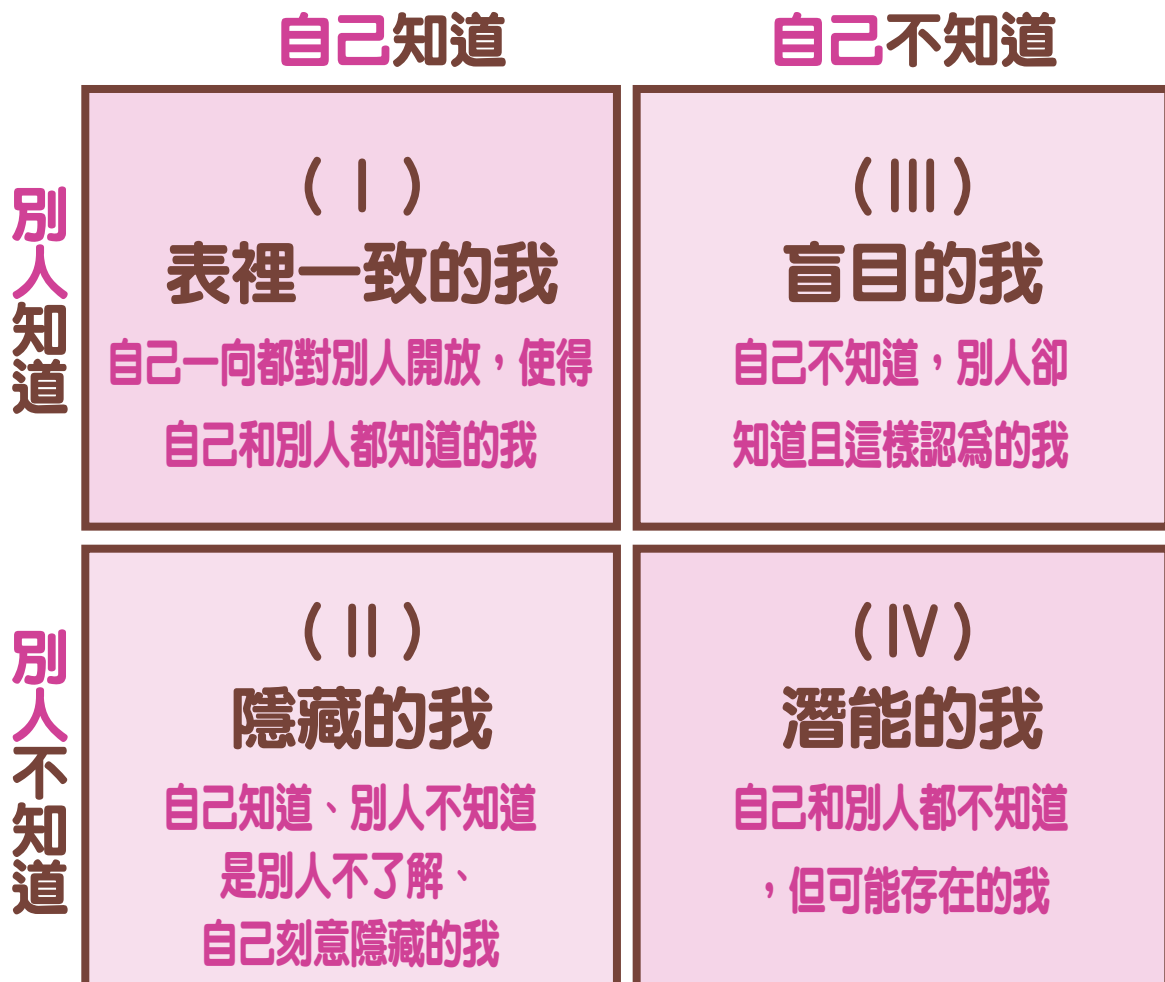 自己知道
自己不知道
別人知道
( I )
表裡一致的我
自己一向都對別人開放，使得
自己和別人都知道的我
( III )
盲目的我
自己不知道，別人卻
知道且這樣認為的我
別人不知道
( II )
隱藏的我
自己知道、別人不知道
是別人不了解、
自己刻意隱藏的我
( IV )
潛能的我
自己和別人都不知道
，但可能存在的我